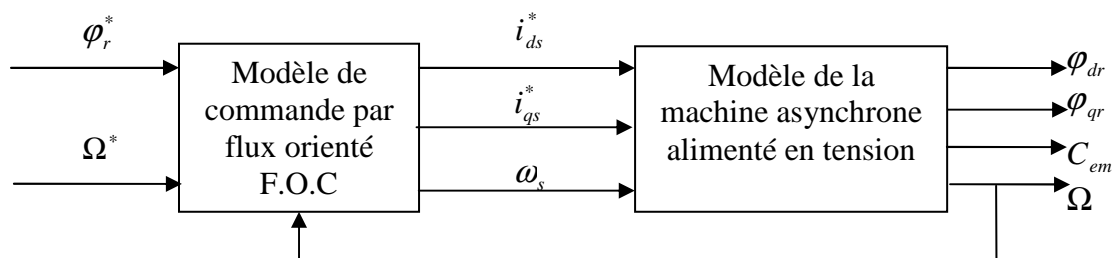 φ_r^*
Ω^*
Modèle de
commande par
flux orienté
F.O.C
i_ds^*
i_qs^*
ω_s
Modèle de la
machine asynchrone
alimenté en tension
φ_dr
φ_qr
C_em
Ω